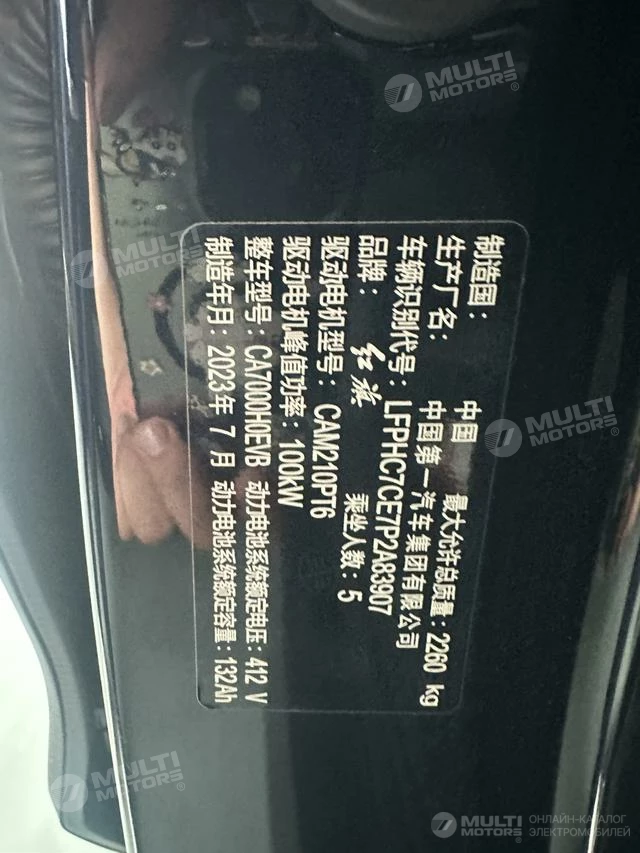 制造国: 中国 最大允许总质量:2260 kg
生产厂名: 中国第一汽车集团有限公司
车辆识别代号: LFPHC7CE7P2A83907
品牌: 红旗 乘坐人数: 5
驱动电机型号: CAM210PT6
驱动电机峰值功率: 100kW
整车型号: CA7000H0EVB 动力电池系统额定电压: 412 V
制造年月: 2023年 7月 动力电池系统额定容量: 132Ah
MULTI MOTORS®
MULTI MOTORS®
MULTI MOTORS®
MULTI MOTORS®
MULTI MOTORS®
MULTI MOTORS® ОНЛАЙН-КАТАЛОГ ЭЛЕКТРОМОБИЛЕЙ